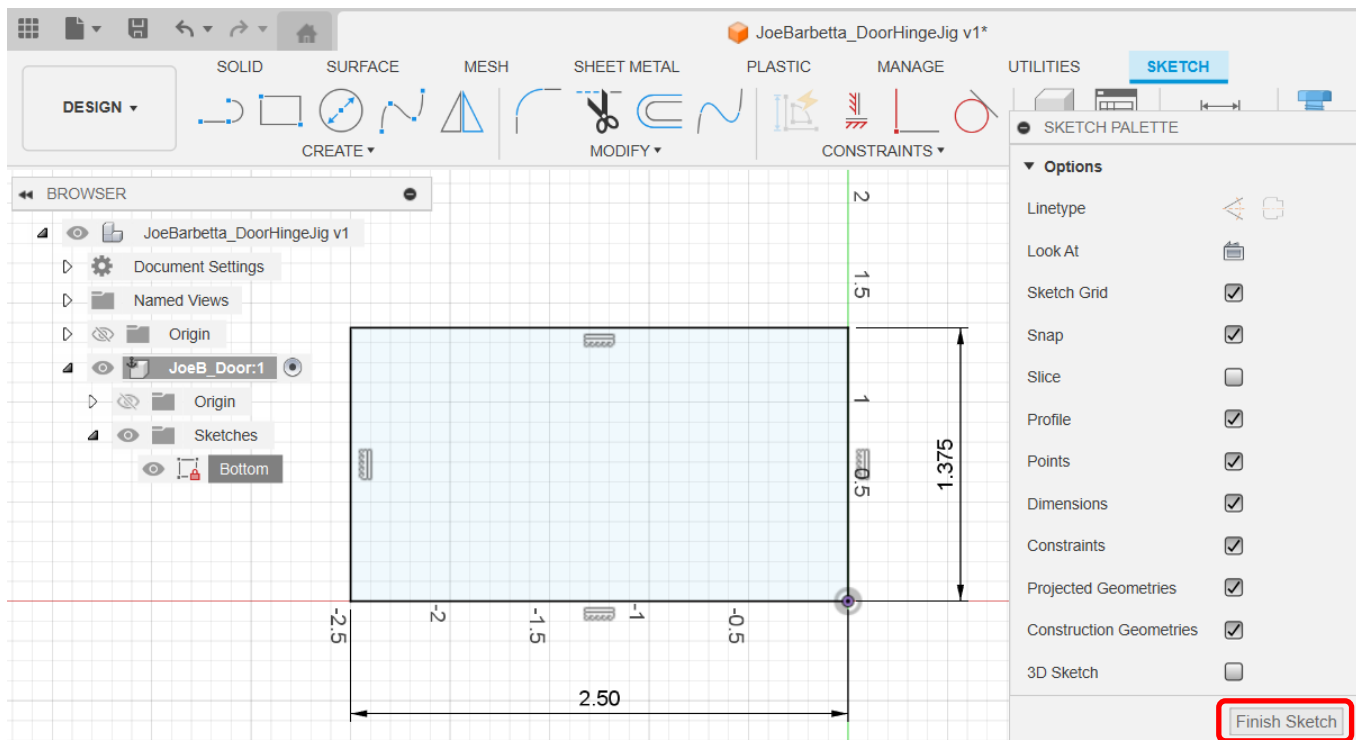 JoeBarbetta_DoorHingeJig v1*
SOLID SURFACE MESH SHEET METAL PLASTIC MANAGE UTILITIES SKETCH
DESIGN ▾
CREATE ▾ MODIFY ▾ CONSTRAINTS ▾
SKETCH PALETTE
Options
Linetype
Look At
Sketch Grid
Snap
Slice
Profile
Points
Dimensions
Constraints
Projected Geometries
Construction Geometries
3D Sketch
Finish Sketch
BROWSER
JoeBarbetta_DoorHingeJig v1
Document Settings
Named Views
Origin
JoeB_Door:1
Origin
Sketches
Bottom
2
1.5
1
0.5
1.375
-2.5
-2
-1.5
-1
-0.5
2.50